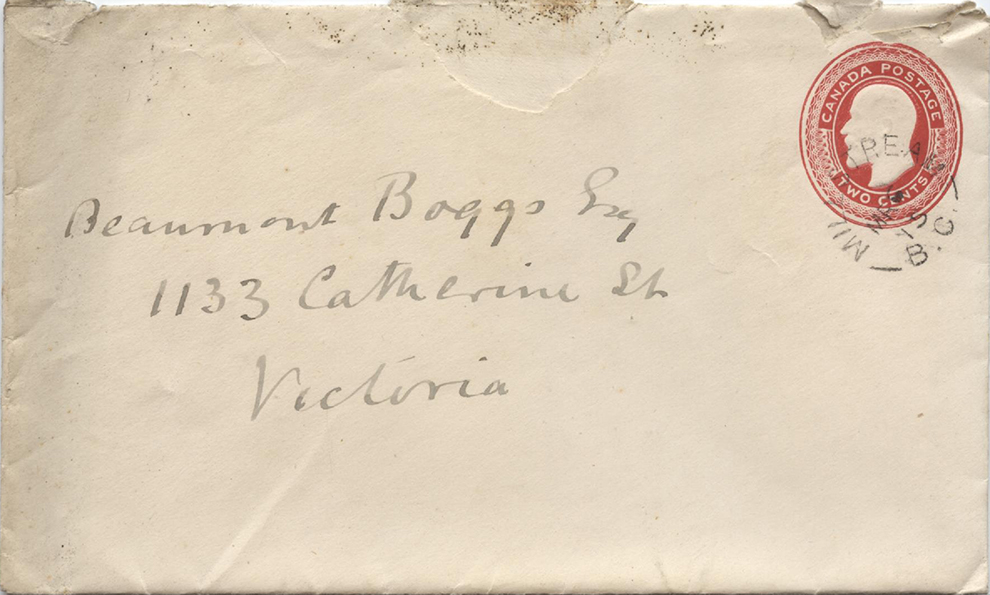 CANADA POSTAGE
TWO CENTS
B.C.
Beaumont Boggs Esq
1133 Catherine St
Victoria